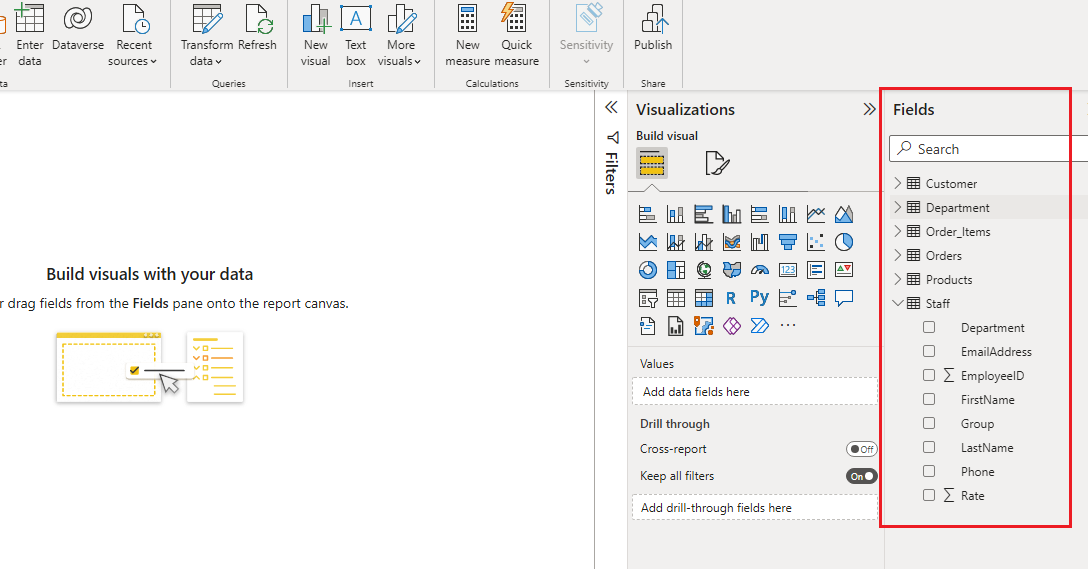 Enter
data
Dataverse
Recent
sources
Transform
data
Refresh
New
visual
Text
box
More
visuals
New
measure
Quick
measure
Sensitivity
Publish
ta
Queries
Insert
Calculations
Sensitivity
Share
Visualizations
Build visual
Filters
Build visuals with your data
r drag fields from the Fields pane onto the report canvas.
123
R
Py
Values
Add data fields here
Drill through
Cross-report
Off
Keep all filters
On
Add drill-through fields here
Fields
Search
Customer
Department
Order_Items
Orders
Products
Staff
Department
EmailAddress
∑ EmployeeID
FirstName
Group
LastName
Phone
∑ Rate